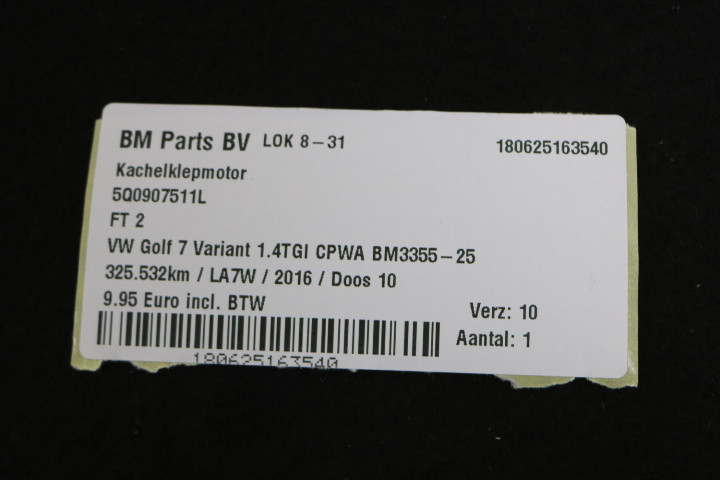 BM Parts BV LOK 8-31 180625163540
Kachelklepmotor
5Q0907511L
FT 2
VW Golf 7 Variant 1.4TGI CPWA BM3355-25
325.532km / LA7W / 2016 / Doos 10
9.95 Euro incl. BTW Verz: 10
Aantal: 1
180625163540